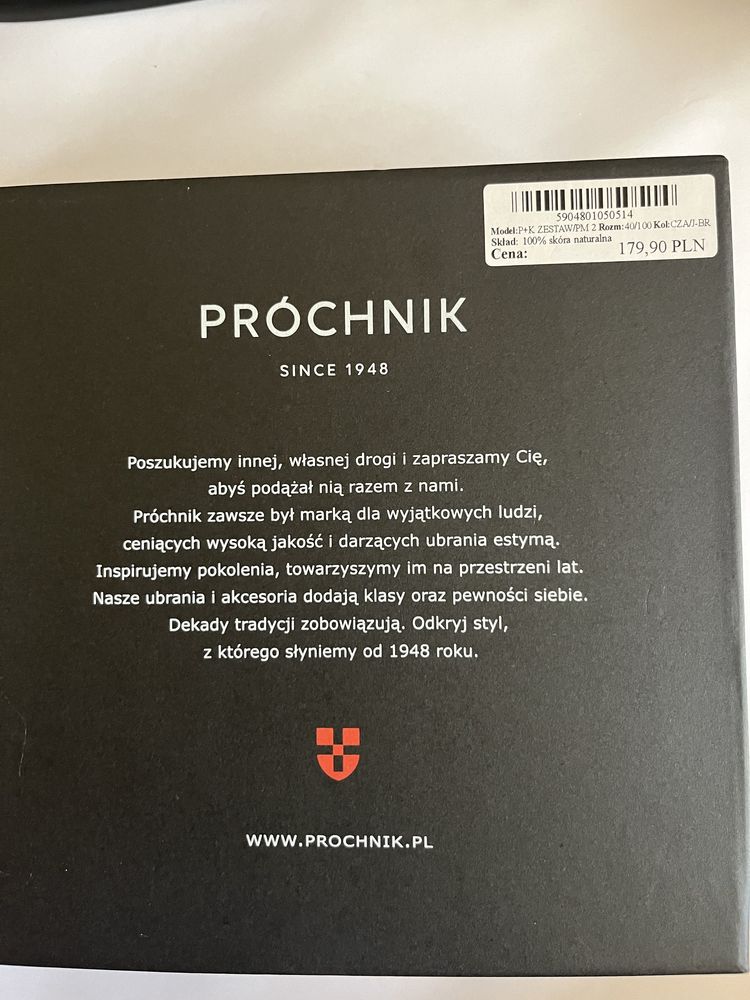 5904801050514
Model:P+K ZESTAW/PM 2 Rozm:40/100 Kol:CZA/J-BR
Skład: 100% skóra naturalna
Cena: 179,90 PLN
PRÓCHNIK
SINCE 1948
Poszukujemy innej, własnej drogi i zapraszamy Cię,
abyś podążał nią razem z nami.
Próchnik zawsze był marką dla wyjątkowych ludzi,
ceniących wysoką jakość i darzących ubrania estymą.
Inspirujemy pokolenia, towarzyszymy im na przestrzeni lat.
Nasze ubrania i akcesoria dodają klasy oraz pewności siebie.
Dekady tradycji zobowiązują. Odkryj styl,
z którego słyniemy od 1948 roku.
WWW.PROCHNIK.PL